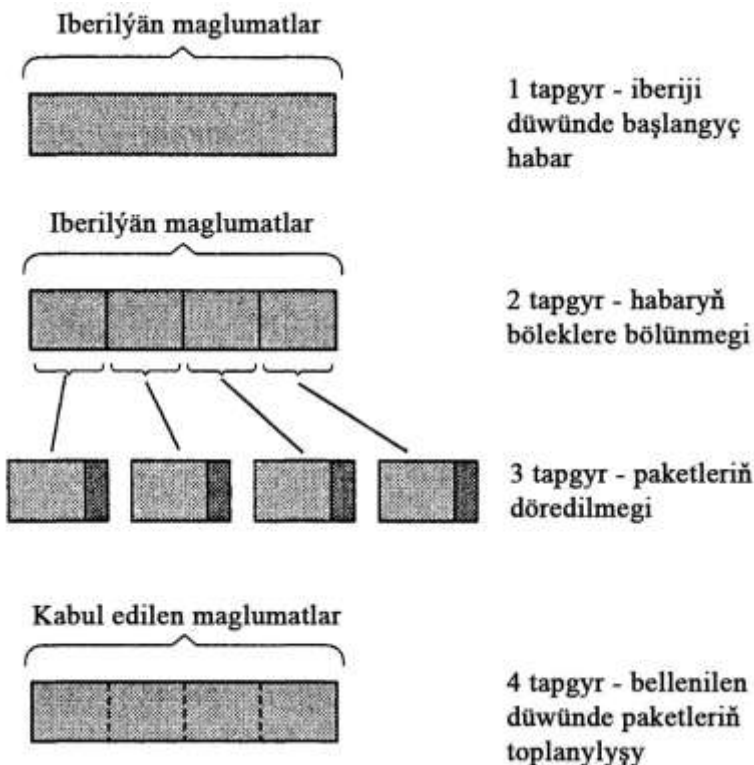 Iberilýän maglumatlar
1 tapgyr - iberiji
düwünde başlangyç
habar
Iberilýän maglumatlar
2 tapgyr - habaryň
böleklere bölünmegi
3 tapgyr - paketleriň
döredilmegi
Kabul edilen maglumatlar
4 tapgyr - bellenilen
düwünde paketleriň
toplanylyşy